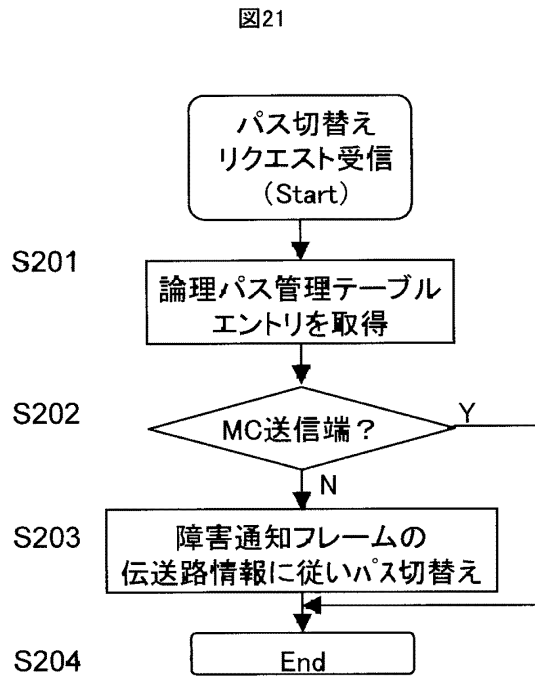 図21
パス切替え
リクエスト受信
(Start)
S201
論理パス管理テーブル
エントリを取得
S202
MC送信端？
Y
N
S203
障害通知フレームの
伝送路情報に従いパス切替え
S204
End